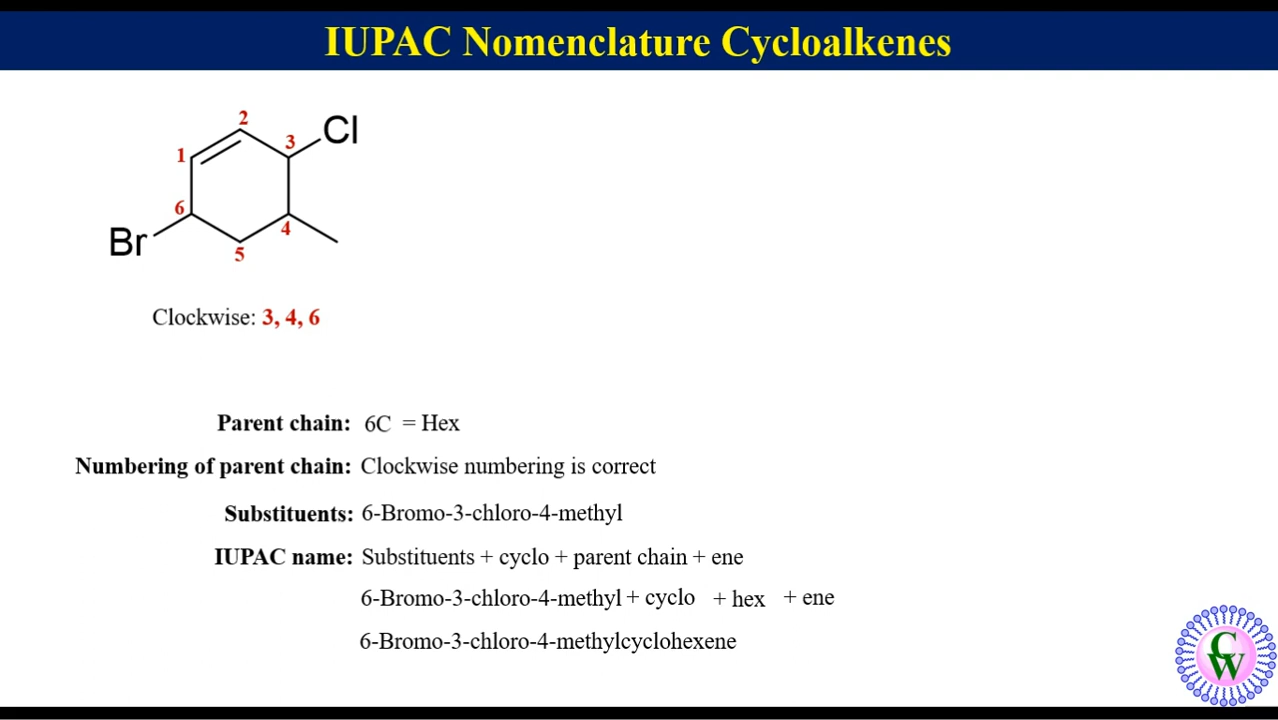 IUPAC Nomenclature Cycloalkenes
2
Cl
3
1
6
Br
4
5
Clockwise: 3, 4, 6
Parent chain: 6C = Hex
Numbering of parent chain: Clockwise numbering is correct
Substituents: 6-Bromo-3-chloro-4-methyl
IUPAC name: Substituents + cyclo + parent chain + ene
6-Bromo-3-chloro-4-methyl + cyclo + hex + ene
6-Bromo-3-chloro-4-methylcyclohexene
CW